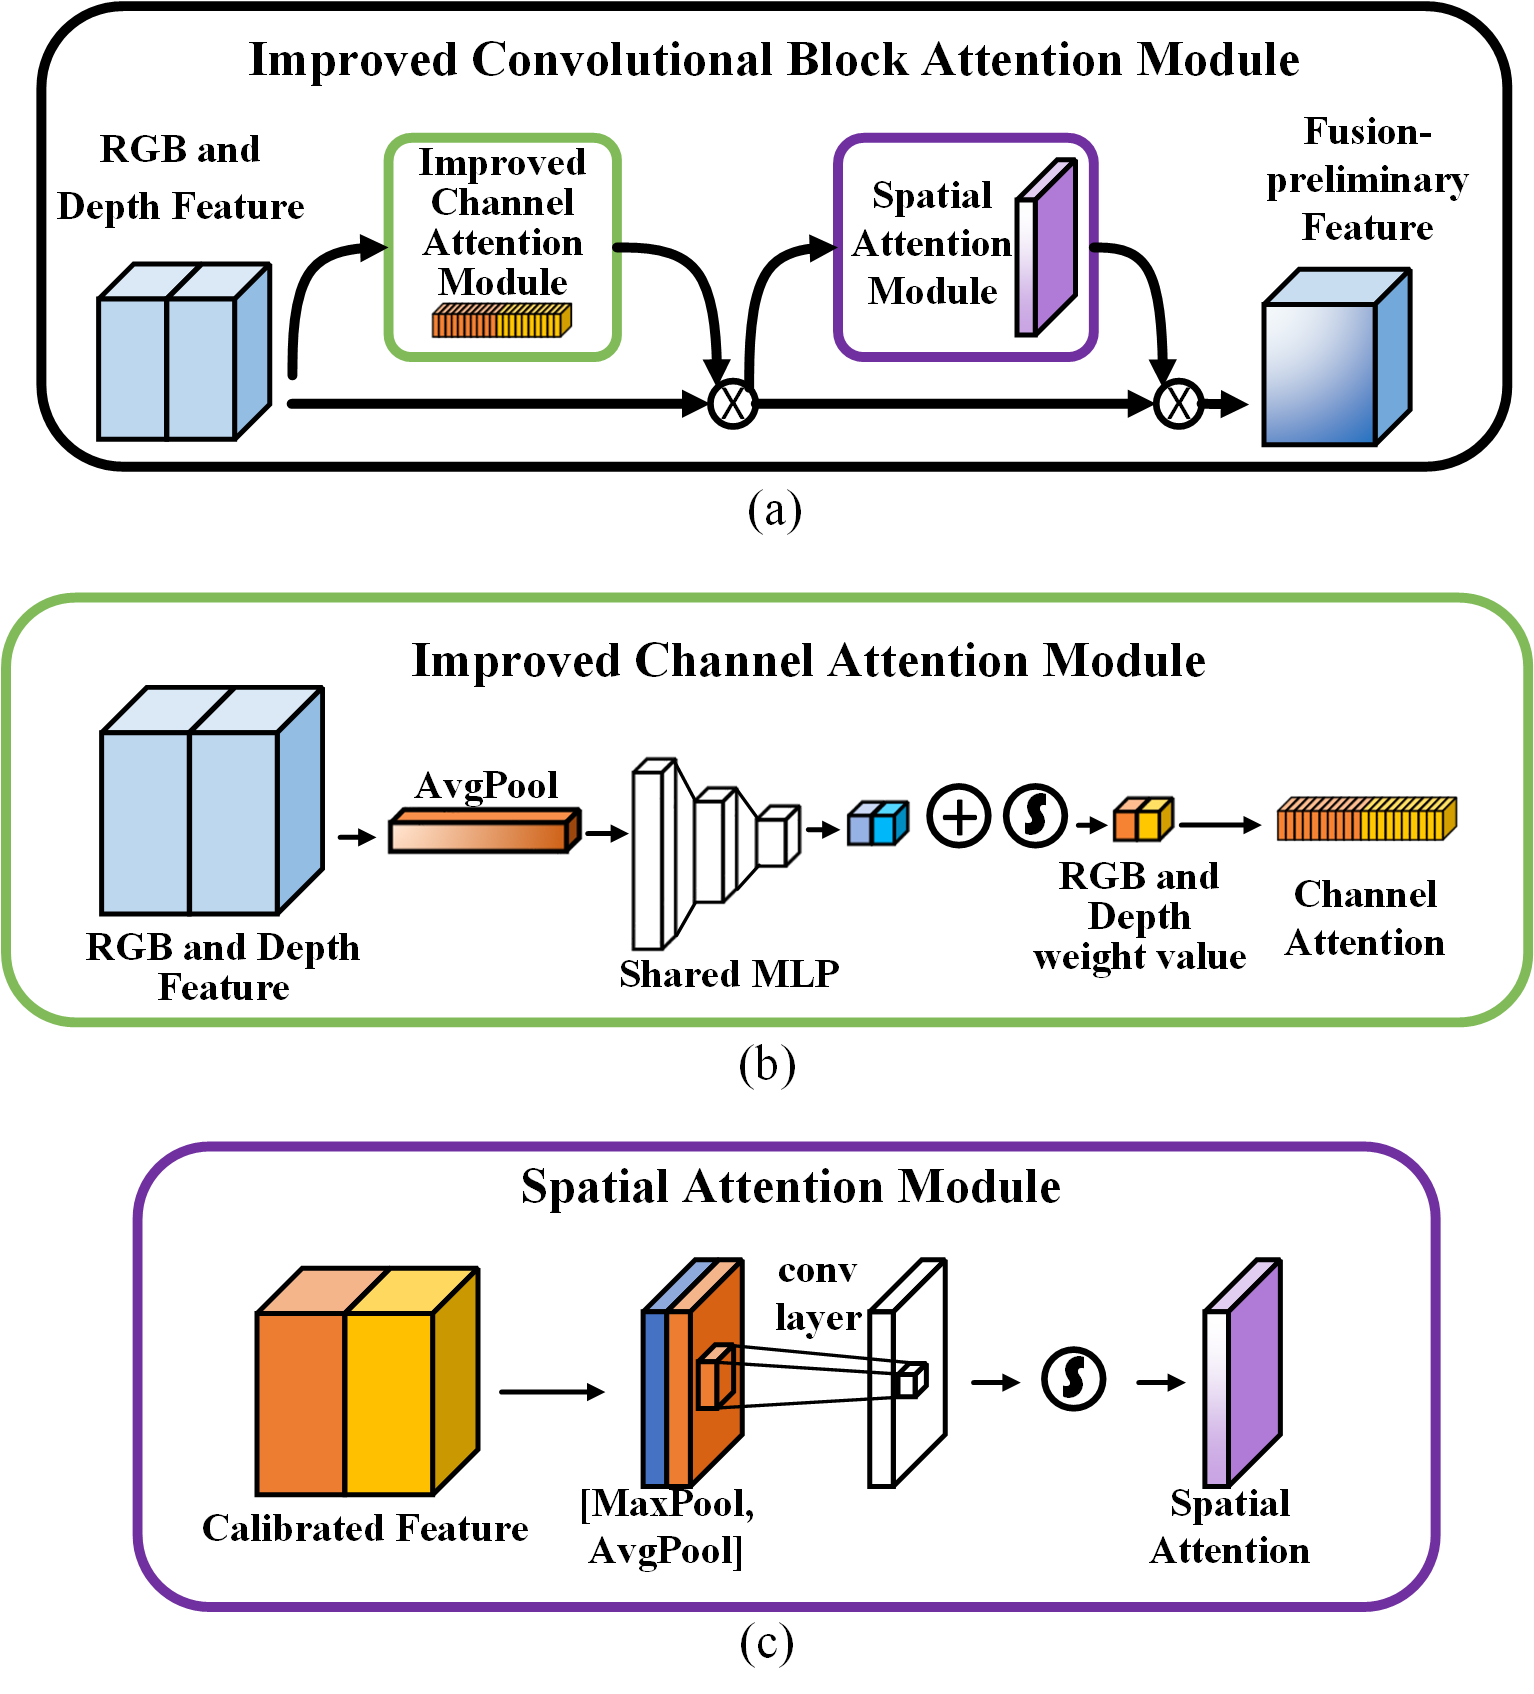 Improved Convolutional Block Attention Module
RGB and
Depth Feature
Improved
Channel
Attention
Module
Spatial
Attention
Module
Fusion-
preliminary
Feature
X
X
(a)
Improved Channel Attention Module
AvgPool
RGB and Depth
Feature
Shared MLP
+
RGB and
Depth
weight value
Channel
Attention
(b)
Spatial Attention Module
conv
layer
Calibrated Feature
[MaxPool,
AvgPool]
Spatial
Attention
(c)